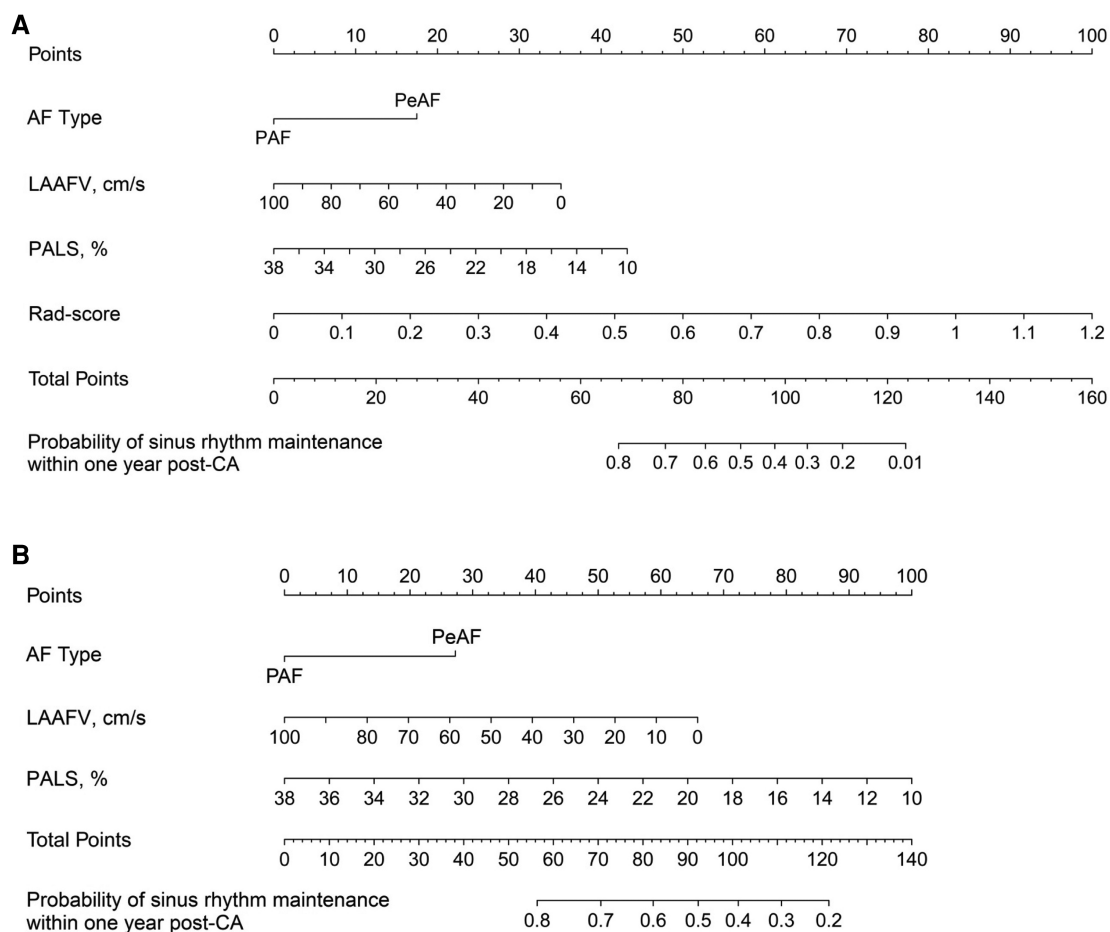 A
Points 0 10 20 30 40 50 60 70 80 90 100
AF Type PAF PeAF
LAAFV, cm/s 100 80 60 40 20 0
PALS, % 38 34 30 26 22 18 14 10
Rad-score 0 0.1 0.2 0.3 0.4 0.5 0.6 0.7 0.8 0.9 1 1.1 1.2
Total Points 0 20 40 60 80 100 120 140 160
Probability of sinus rhythm maintenance
within one year post-CA 0.8 0.7 0.6 0.5 0.4 0.3 0.2 0.01
B
Points 0 10 20 30 40 50 60 70 80 90 100
AF Type PAF PeAF
LAAFV, cm/s 100 80 70 60 50 40 30 20 10 0
PALS, % 38 36 34 32 30 28 26 24 22 20 18 16 14 12 10
Total Points 0 10 20 30 40 50 60 70 80 90 100 120 140
Probability of sinus rhythm maintenance
within one year post-CA 0.8 0.7 0.6 0.5 0.4 0.3 0.2